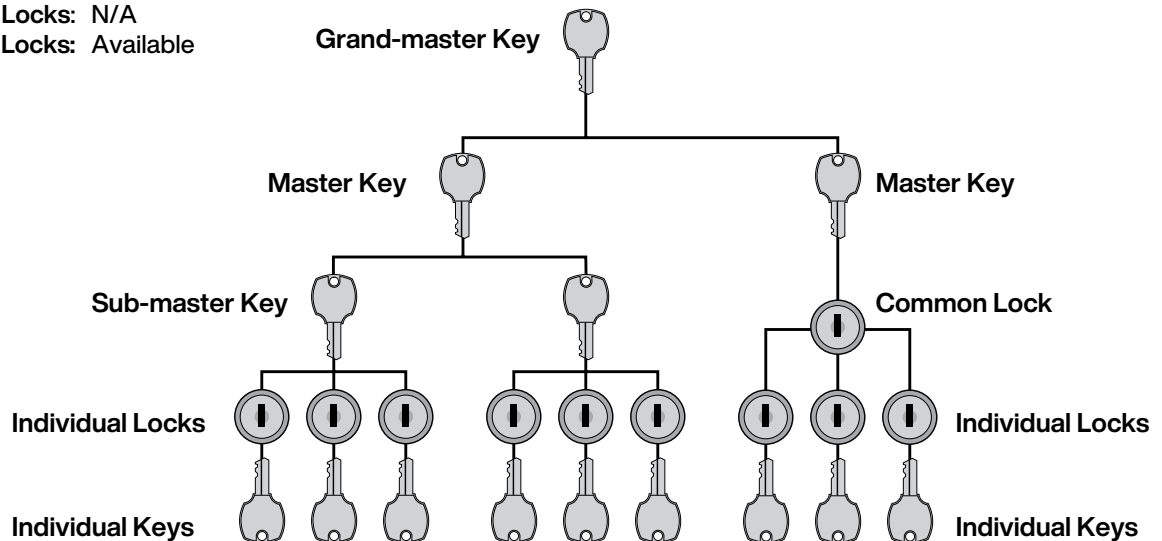 Locks: N/A
Locks: Available
Grand-master Key
Master Key
Master Key
Sub-master Key
Common Lock
Individual Locks
Individual Locks
Individual Keys
Individual Keys